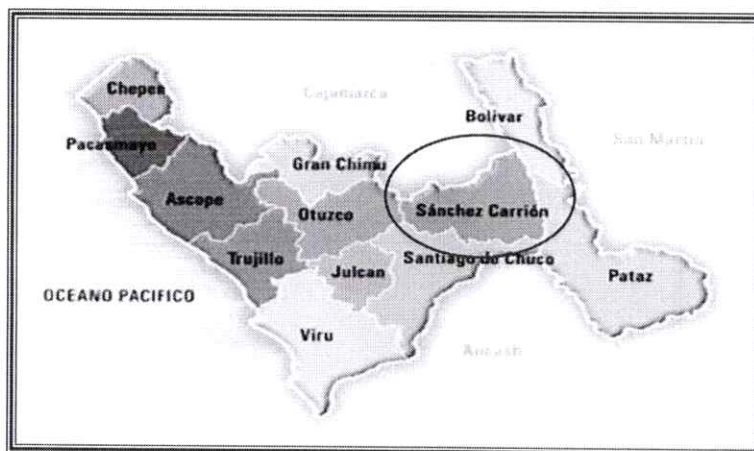 Chepen
Cajamarca
Bolívar
San Martin
Pacasmayo
Gran Chimu
Ascope
Otuzco
Sánchez Carrión
Trujillo
Julcan
Santiago de Chuco
Pataz
OCEANO PACIFICO
Viru
Ancash